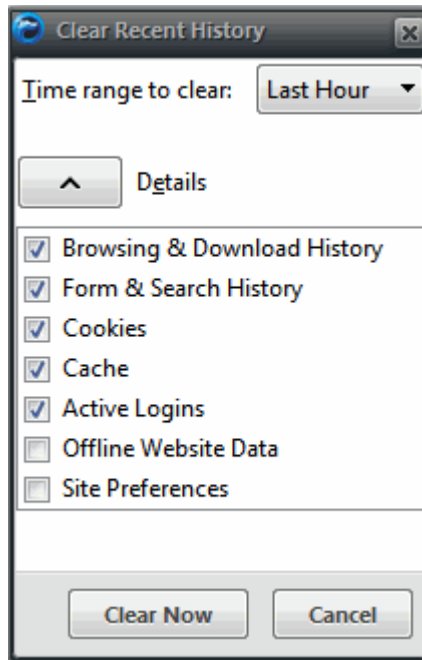 Clear Recent History
Time range to clear: Last Hour
Details
Browsing & Download History
Form & Search History
Cookies
Cache
Active Logins
Offline Website Data
Site Preferences
Clear Now Cancel